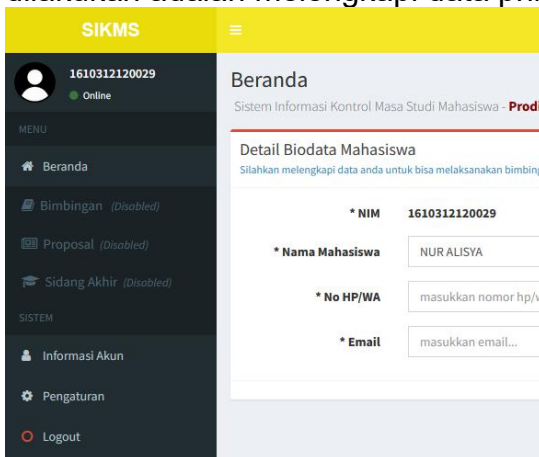 SIKMS
1610312120029
Online
MENU
Beranda
Bimbingan (Disabled)
Proposal (Disabled)
Sidang Akhir (Disabled)
SISTEM
Informasi Akun
Pengaturan
Logout
Beranda
Sistem Informasi Kontrol Masa Studi Mahasiswa - Prodi
Detail Biodata Mahasiswa
Silahkan melengkapi data anda untuk bisa melaksanakan
* NIM 1610312120029
* Nama Mahasiswa NUR ALISYA
* No HP/WA masukkan nomor
* Email masukkan email...